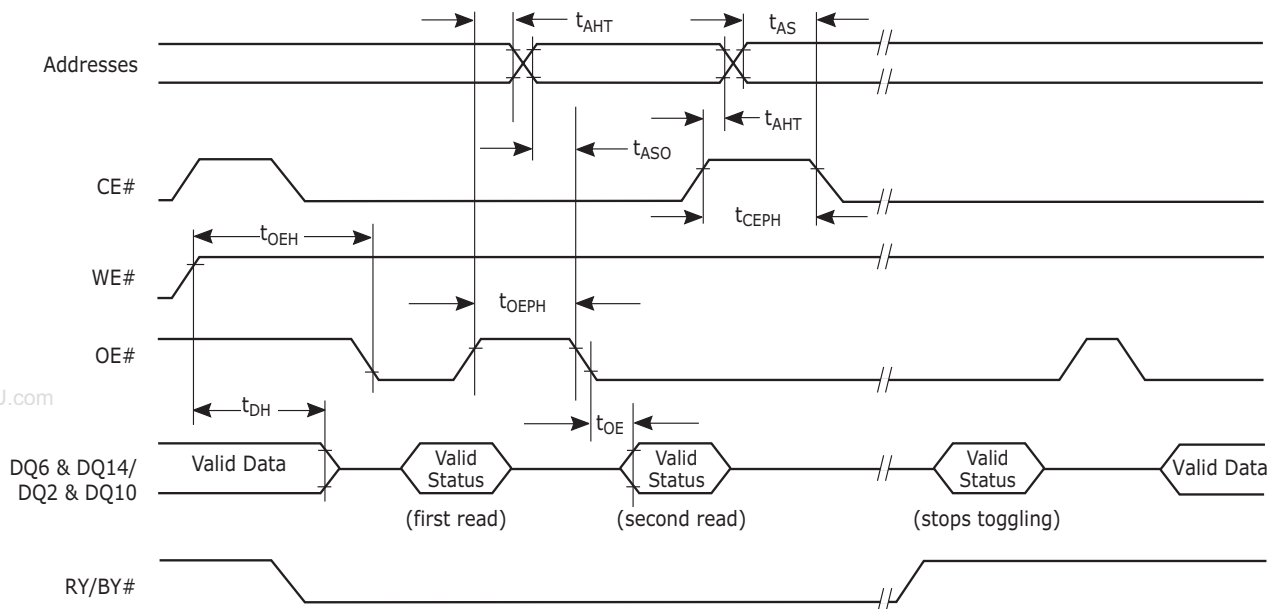 tAHT
tAS
Addresses
tAHT
tASO
CE#
tCEPH
tOEH
WE#
tOEPH
OE#
J.com
tDH
tOE
DQ6 & DQ14/
DQ2 & DQ10
Valid Data
Valid
Status
Valid
Status
Valid
Status
Valid Data
(first read)
(second read)
(stops toggling)
RY/BY#